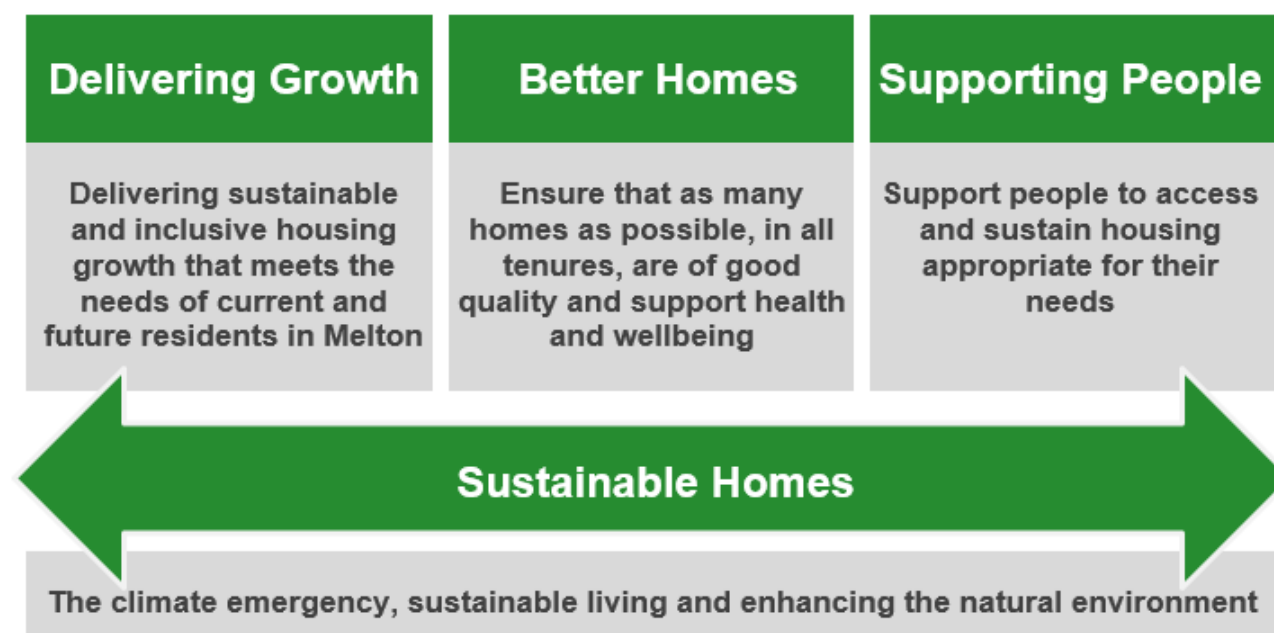 Delivering Growth
Delivering sustainable
and inclusive housing
growth that meets the
needs of current and
future residents in Melton
Better Homes
Ensure that as many
homes as possible, in all
tenures, are of good
quality and support health
and wellbeing
Supporting People
Support people to access
and sustain housing
appropriate for their
needs
Sustainable Homes
The climate emergency, sustainable living and enhancing the natural environment